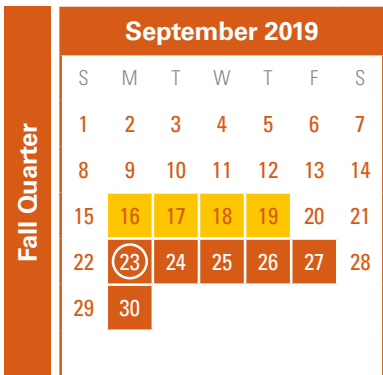 Fall Quarter
September 2019
S M T W T F S
1 2 3 4 5 6 7
8 9 10 11 12 13 14
15 16 17 18 19 20 21
22 23 24 25 26 27 28
29 30